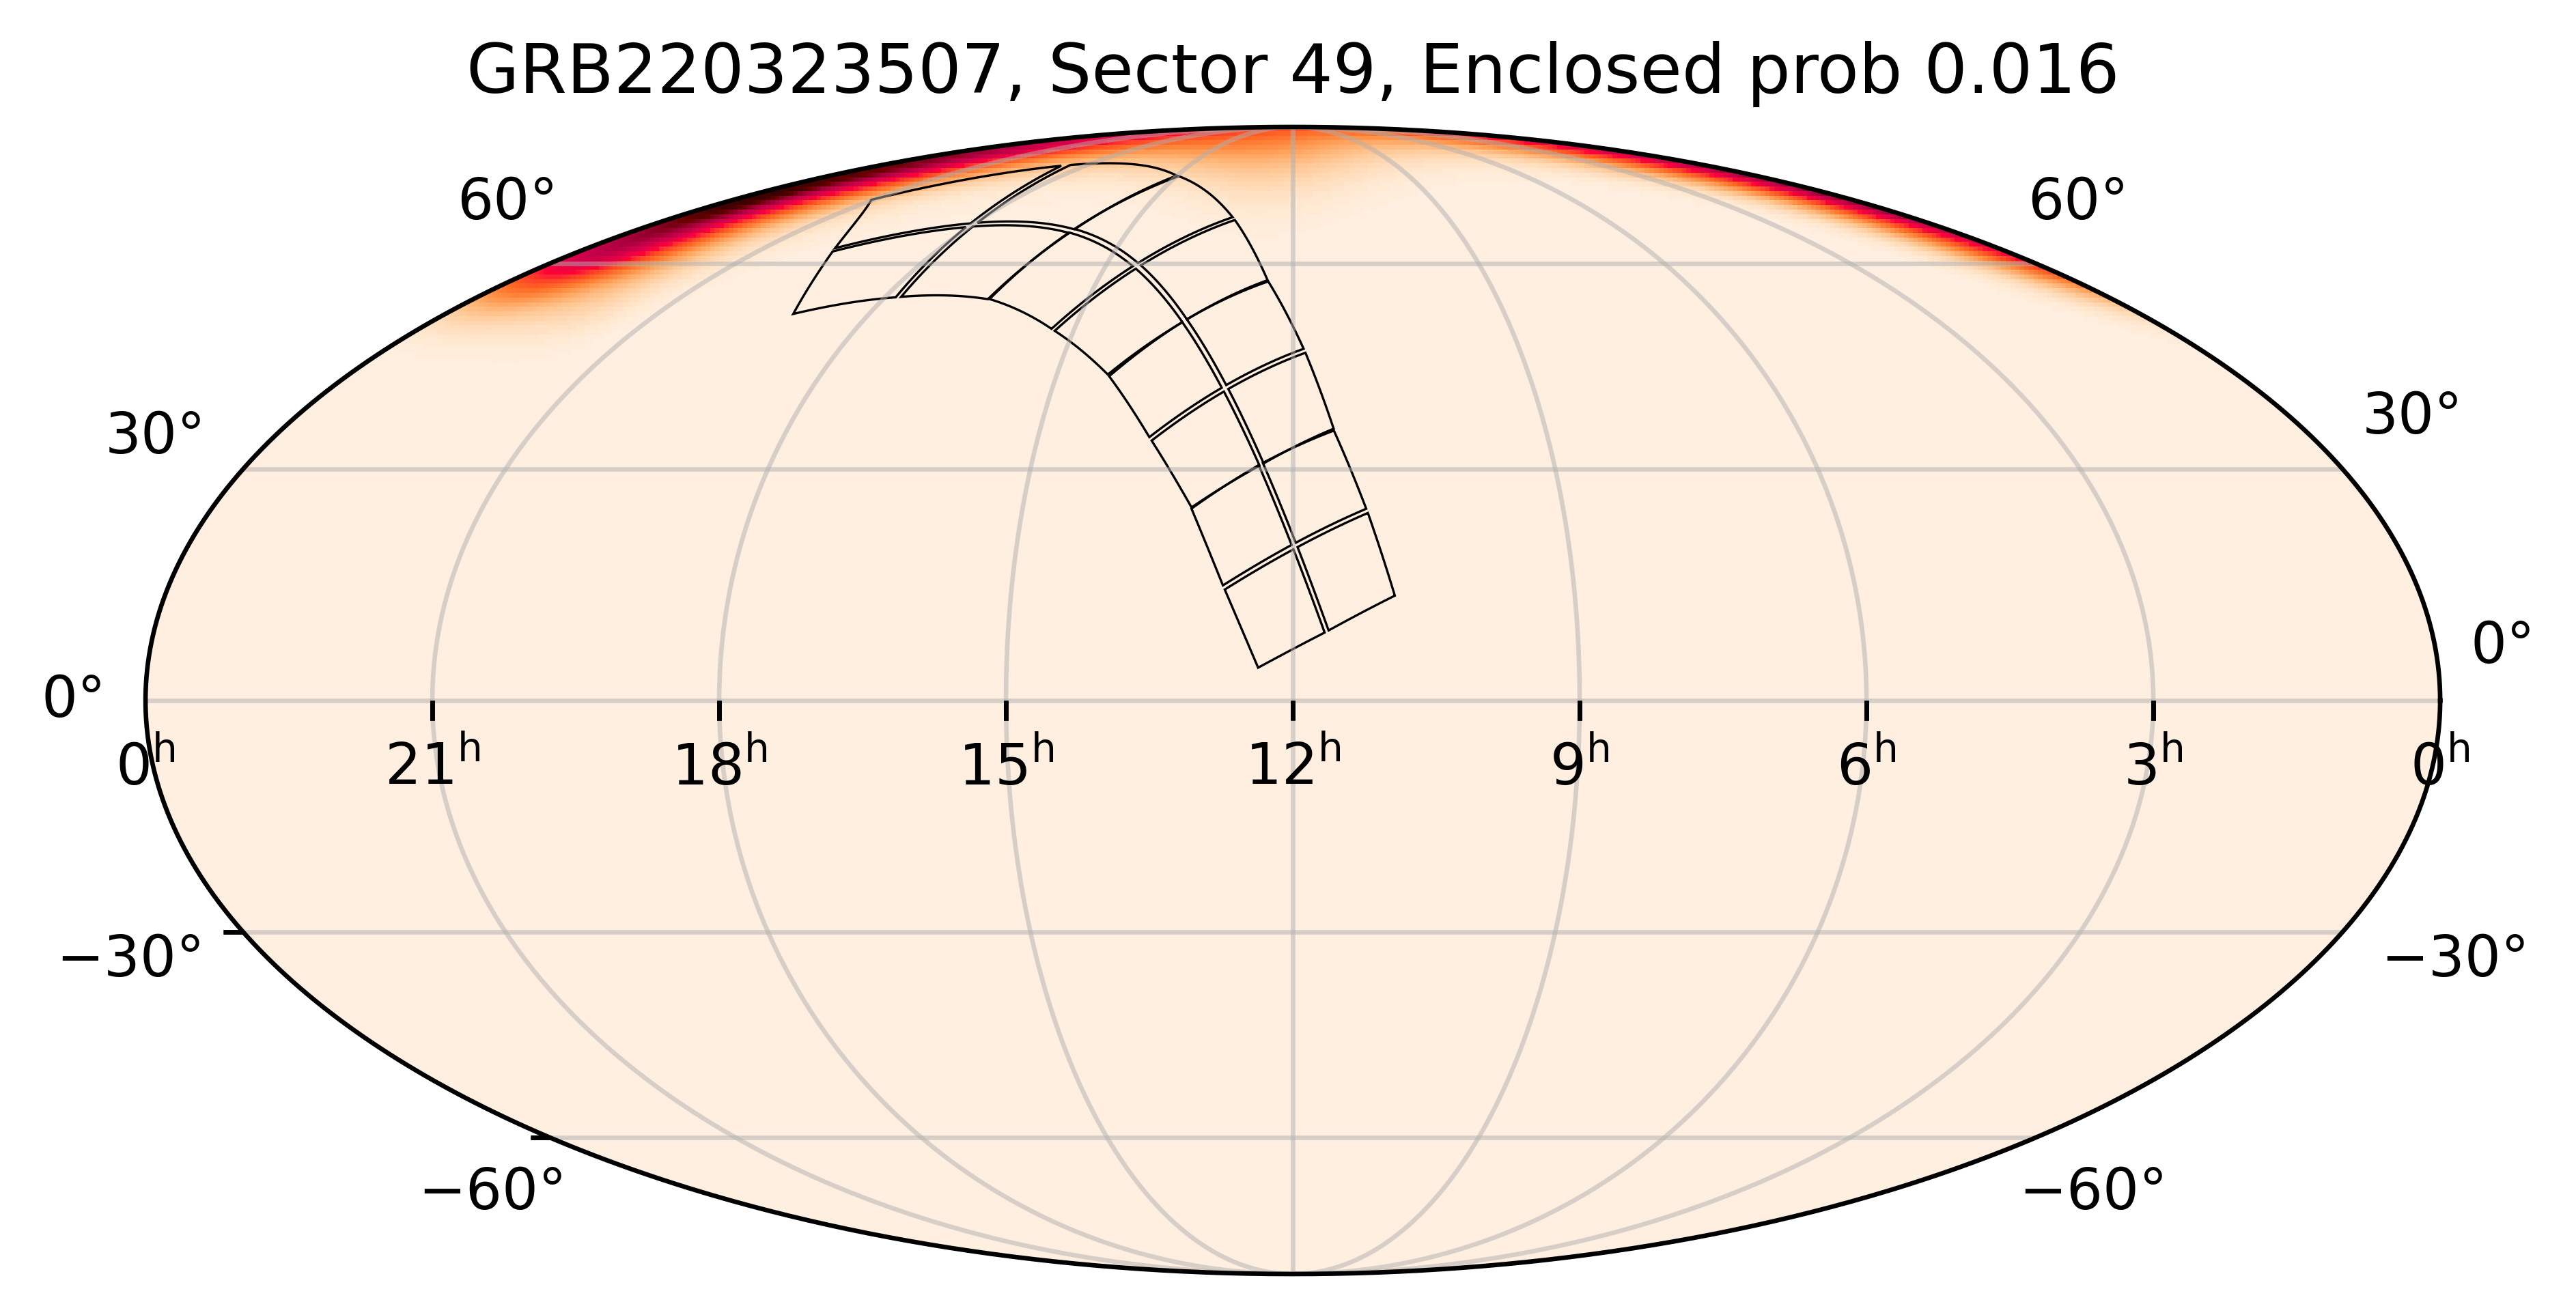 GRB220323507, Sector 49, Enclosed prob 0.016
60° 60°
30° 30°
0° 0°
0ʰ 21ʰ 18ʰ 15ʰ 12ʰ 9ʰ 6ʰ 3ʰ 0ʰ
−30° −30°
−60° −60°